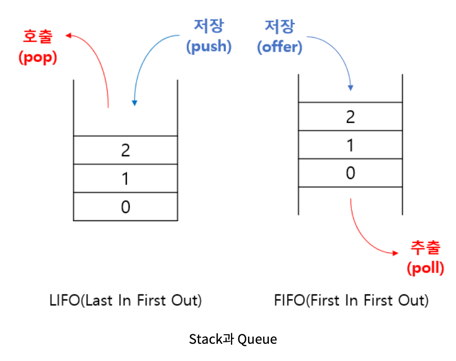 호출
(pop)
저장
(push)
2
1
0
LIFO(Last In First Out)
저장
(offer)
2
1
0
추출
(poll)
FIFO(First In First Out)
Stack과 Queue